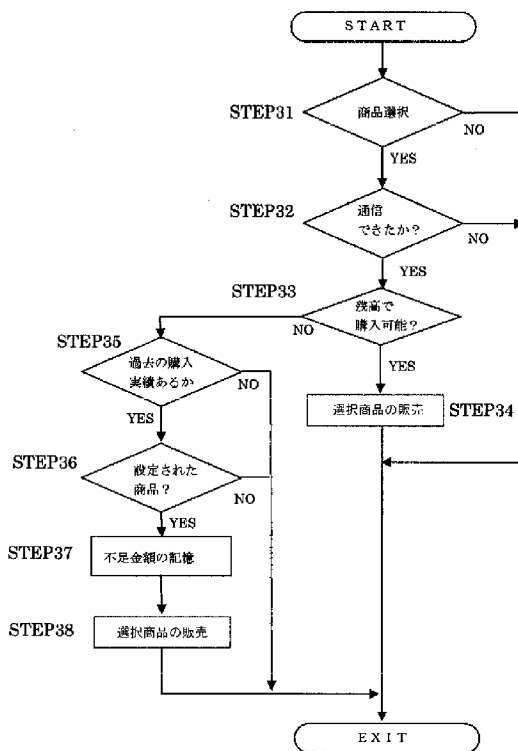 START
STEP31
商品選択
NO
YES
STEP32
通信
できたか?
NO
YES
STEP33
残高で
購入可能?
NO
YES
STEP34
選択商品の販売
STEP35
過去の購入
実績あるか
NO
YES
STEP36
設定された
商品?
NO
YES
STEP37
不足金額の記憶
STEP38
選択商品の販売
EXIT